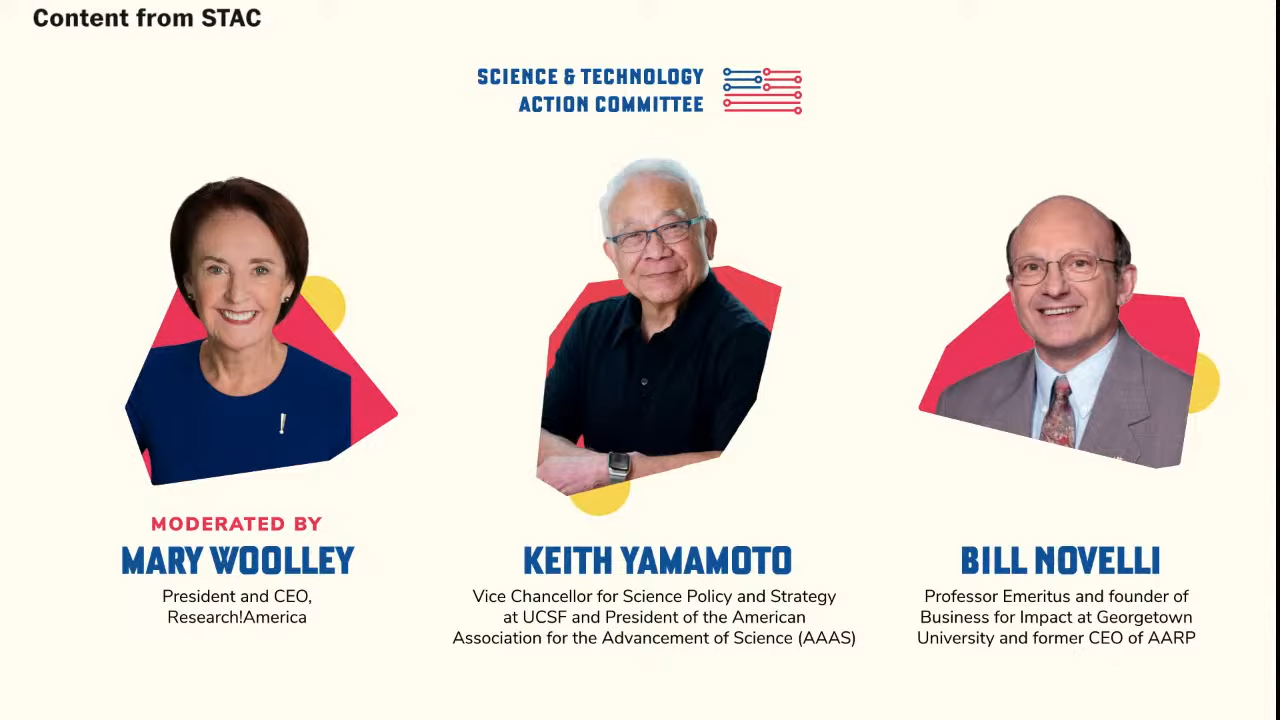 Content from STAC
SCIENCE & TECHNOLOGY
ACTION COMMITTEE
MODERATED BY
MARY WOOLLEY
President and CEO,
Research!America
KEITH YAMAMOTO
Vice Chancellor for Science Policy and Strategy
at UCSF and President of the American
Association for the Advancement of Science (AAAS)
BILL NOVELLI
Professor Emeritus and founder of
Business for Impact at Georgetown
University and former CEO of AARP